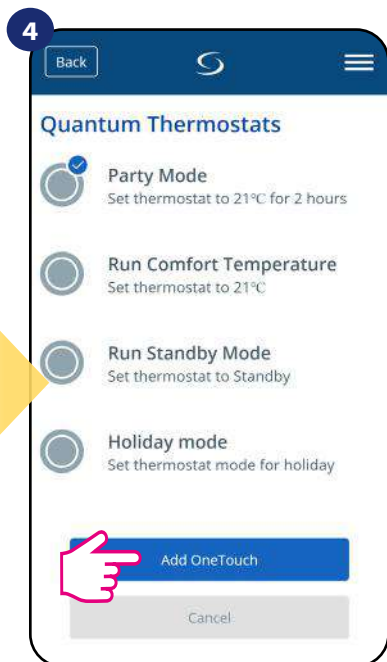 4
Back
Quantum Thermostats
Party Mode
Set thermostat to 21°C for 2 hours
Run Comfort Temperature
Set thermostat to 21°C
Run Standby Mode
Set thermostat to Standby
Holiday mode
Set thermostat mode for holiday
Add OneTouch
Cancel